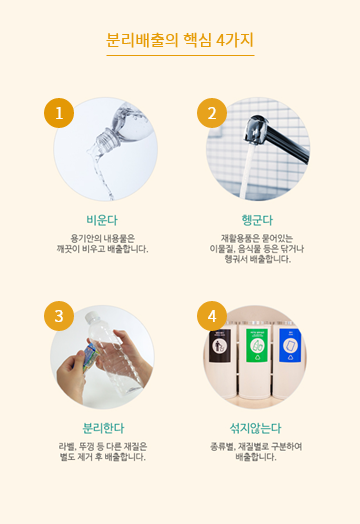 분리배출의 핵심 4가지
1
2
비운다
용기안의 내용물은
깨끗이 비우고 배출합니다.
헹군다
재활용품은 묻어있는
이물질, 음식물 등은 닦거나
헹궈서 배출합니다.
3
4
분리한다
라벨, 뚜껑 등 다른 재질은
별도 제거 후 배출합니다.
섞지않는다
종류별, 재질별로 구분하여
배출합니다.